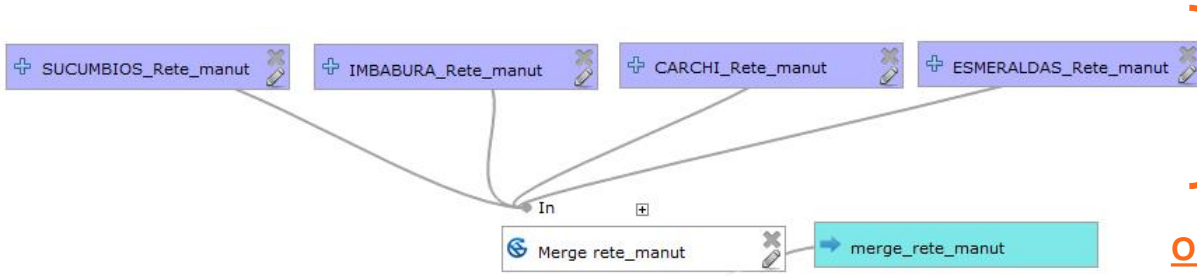 SUCUMBIOS_Rete_manut
IMBABURA_Rete_manut
CARCHI_Rete_manut
ESMERALDAS_Rete_manut
In
Merge rete_manut
merge_rete_manut